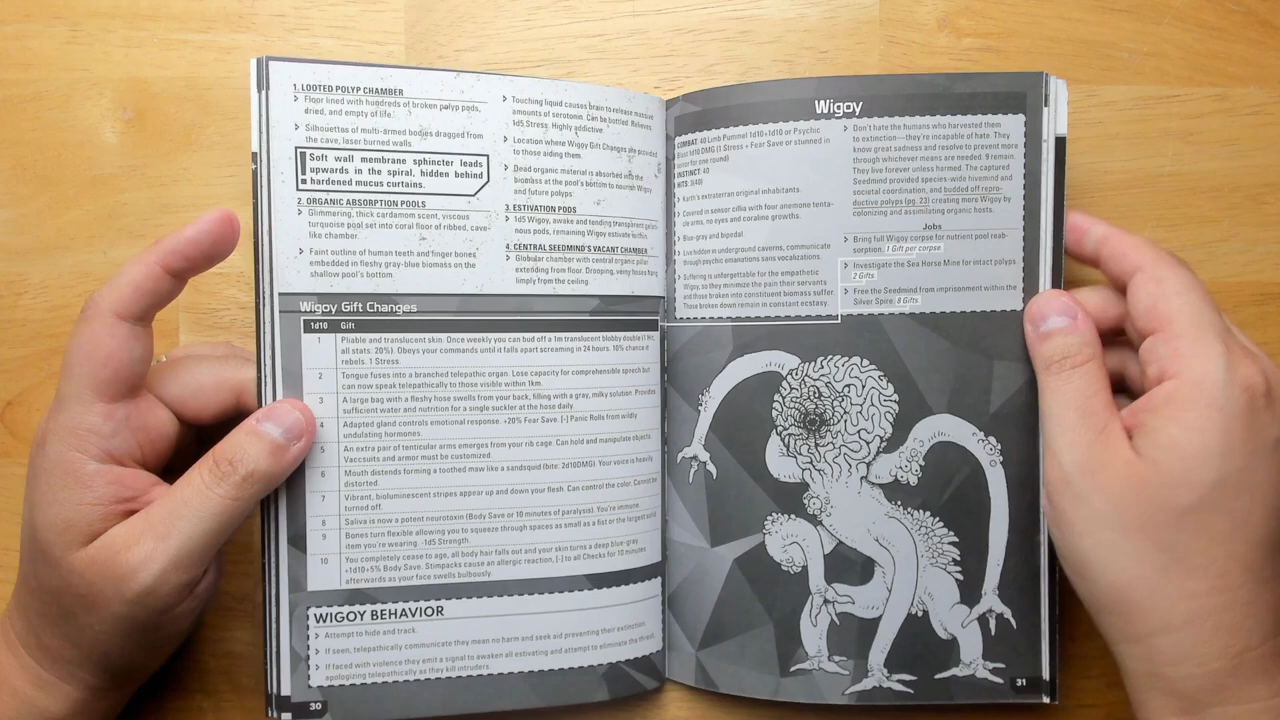 1. LOOTED POLYP CHAMBER
Floor lined with hundreds of broken polyp pods,
dried, and empty of life.
Silhouettes of multi-armed bodies dragged from
the cave, laser burned walls.
! Soft wall membrane sphincter leads
upwards in the spiral, hidden behind
hardened mucus curtains.
2. ORGANIC ABSORPTION POOLS
Glimmering, thick cardamom scent, viscous
turquoise pool set into coral floor of ribbed, cave-
like chamber.
Faint outline of human teeth and finger bones
embedded in fleshy gray-blue biomass on the
shallow pool's bottom.
Touching liquid causes brain to release massive
amounts of serotonin. Can be bottled. Relieves
1d5 Stress. Highly addictive.
Location where Wigoy Gift Changes are provided
to those aiding them.
Dead organic material is absorbed into the
biomass at the pool's bottom to nourish Wigoy
and future polyps.
3. ESTIVATION PODS
1d5 Wigoy, awake and tending transparent gelati-
nous pods, remaining Wigoy estivate within.
4. CENTRAL SEEDMIND'S VACANT CHAMBER
Globular chamber with central organic pillar
extending from floor. Drooping, veiny hoses hang
limply from the ceiling.
Wigoy Gift Changes
1d10 Gift
1 Pliable and translucent skin. Once weekly you can bud off a 1m translucent blobby double (1 Hit,
all stats: 20%). Obeys your commands until it falls apart screaming in 24 hours. 10% chance it
rebels. 1 Stress.
2 Tongue fuses into a branched telepathic organ. Lose capacity for comprehensible speech but
can now speak telepathically to those visible within 1km.
3 A large bag with a fleshy hose swells from your back, filling with a gray, milky solution. Provides
sufficient water and nutrition for a single suckler at the hose daily.
4 Adapted gland controls emotional response. +20% Fear Save. [-] Panic Rolls from wildly
undulating hormones.
5 An extra pair of tenticular arms emerges from your rib cage. Can hold and manipulate objects.
Vaccsuits and armor must be customized.
6 Mouth distends forming a toothed maw like a sandsquid (bite: 2d10DMG). Your voice is heavily
distorted.
7 Vibrant, bioluminescent stripes appear up and down your flesh. Can control the color. Cannot be
turned off.
8 Saliva is now a potent neurotoxin (Body Save or 10 minutes of paralysis). You're immune.
9 Bones turn flexible allowing you to squeeze through spaces as small as a fist or the largest solid
item you're wearing. -1d5 Strength.
10 You completely cease to age, all body hair falls out and your skin turns a deep blue-gray
+1d10+5% Body Save. Stimpacks cause an allergic reaction, [-] to all Checks for 10 minutes
afterwards as your face swells bulbously.
WIGOY BEHAVIOR
Attempt to hide and track.
If seen, telepathically communicate they mean no harm and seek aid preventing their extinction.
If faced with violence they emit a signal to awaken all estivating and attempt to eliminate the threat,
apologizing telepathically as they kill intruders.
30
Wigoy
COMBAT: 40 Limb Pummel 1d10+1d10 or Psychic
Blast 1d10DMG (1 Stress + Fear Save or stunned in
terror for one round)
INSTINCT: 40
HITS: 3(40)
Karth's extraterran original inhabitants.
Covered in sensor cillia with four anemone tenta-
cle arms, no eyes and coraline growths.
Blue-gray and bipedal.
Live hidden in underground caverns, communicate
through psychic emanations sans vocalizations.
Suffering is unforgettable for the empathetic
Wigoy, so they minimize the pain their servants
and those broken into constituent biomass suffer.
Those broken down remain in constant ecstasy.
Don't hate the humans who harvested them
to extinction—they're incapable of hate. They
know great sadness and resolve to prevent more
through whichever means are needed. 9 remain.
They live forever unless harmed. The captured
Seedmind provided species-wide hivemind and
societal coordination, and budded off repro-
ductive polyps (pg. 23) creating more Wigoy by
colonizing and assimilating organic hosts.
Jobs
Bring full Wigoy corpse for nutrient pool reab-
sorption. 1 Gift per corpse
Investigate the Sea Horse Mine for intact polyps.
2 Gifts
Free the Seedmind from imprisonment within the
Silver Spire. 8 Gifts
31